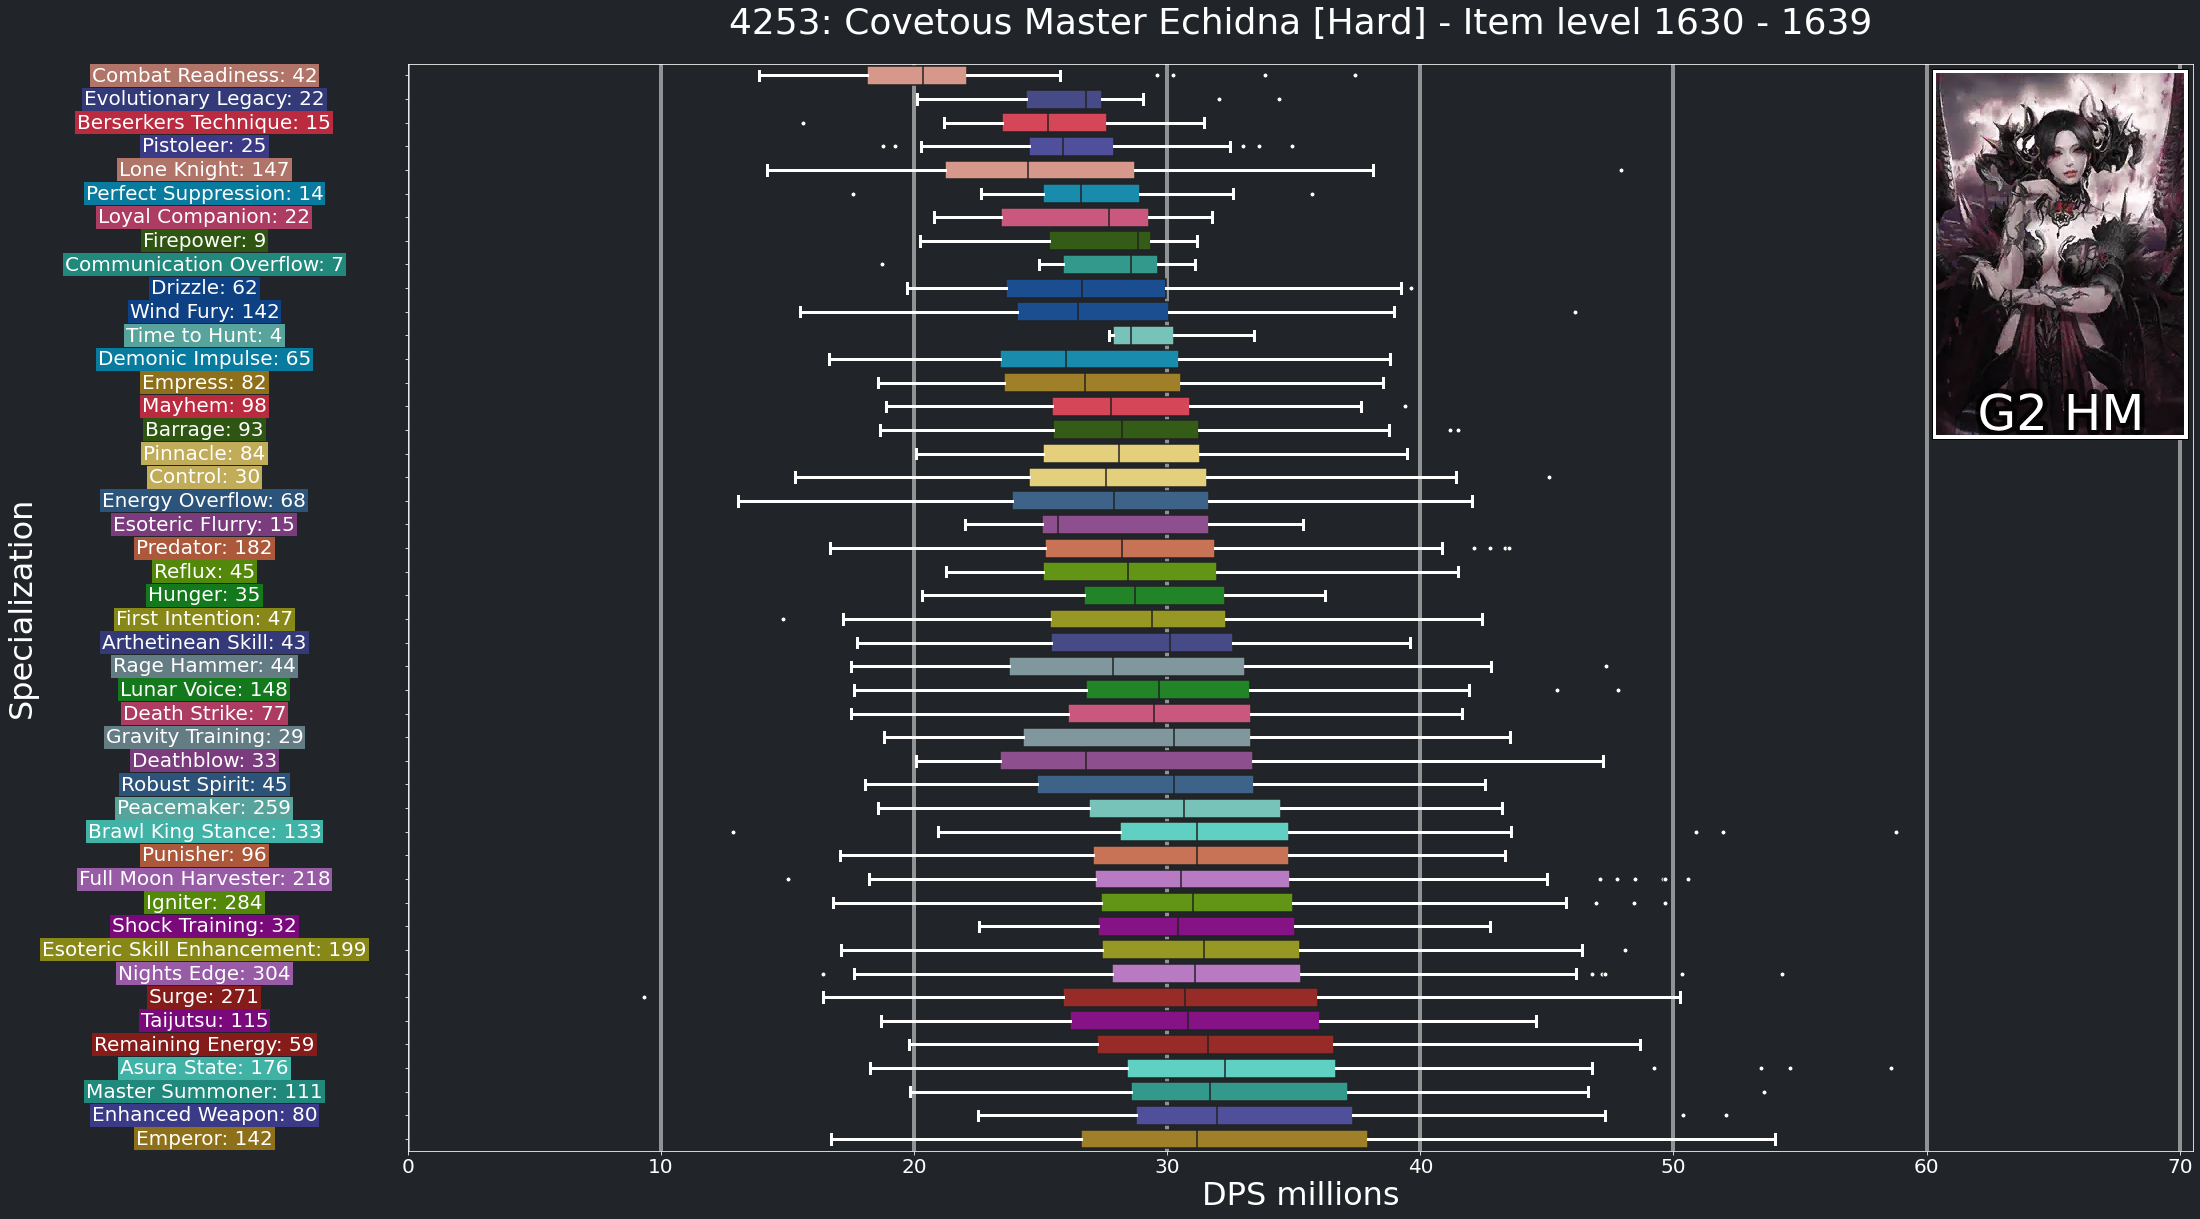 4253: Covetous Master Echidna [Hard] - Item level 1630 - 1639
Combat Readiness: 42
Evolutionary Legacy: 22
Berserkers Technique: 15
Pistoleer: 25
Lone Knight: 147
Perfect Suppression: 14
Loyal Companion: 22
Firepower: 9
Communication Overflow: 7
Drizzle: 62
Wind Fury: 142
Time to Hunt: 4
Demonic Impulse: 65
Empress: 82
Mayhem: 98
Barrage: 93
Pinnacle: 84
Control: 30
Energy Overflow: 68
Esoteric Flurry: 15
Predator: 182
Reflux: 45
Hunger: 35
First Intention: 47
Arthetinean Skill: 43
Rage Hammer: 44
Lunar Voice: 148
Death Strike: 77
Gravity Training: 29
Deathblow: 33
Robust Spirit: 45
Peacemaker: 259
Brawl King Stance: 133
Punisher: 96
Full Moon Harvester: 218
Igniter: 284
Shock Training: 32
Esoteric Skill Enhancement: 199
Nights Edge: 304
Surge: 271
Taijutsu: 115
Remaining Energy: 59
Asura State: 176
Master Summoner: 111
Enhanced Weapon: 80
Emperor: 142
Specialization
G2 HM
0 10 20 30 40 50 60 70
DPS millions